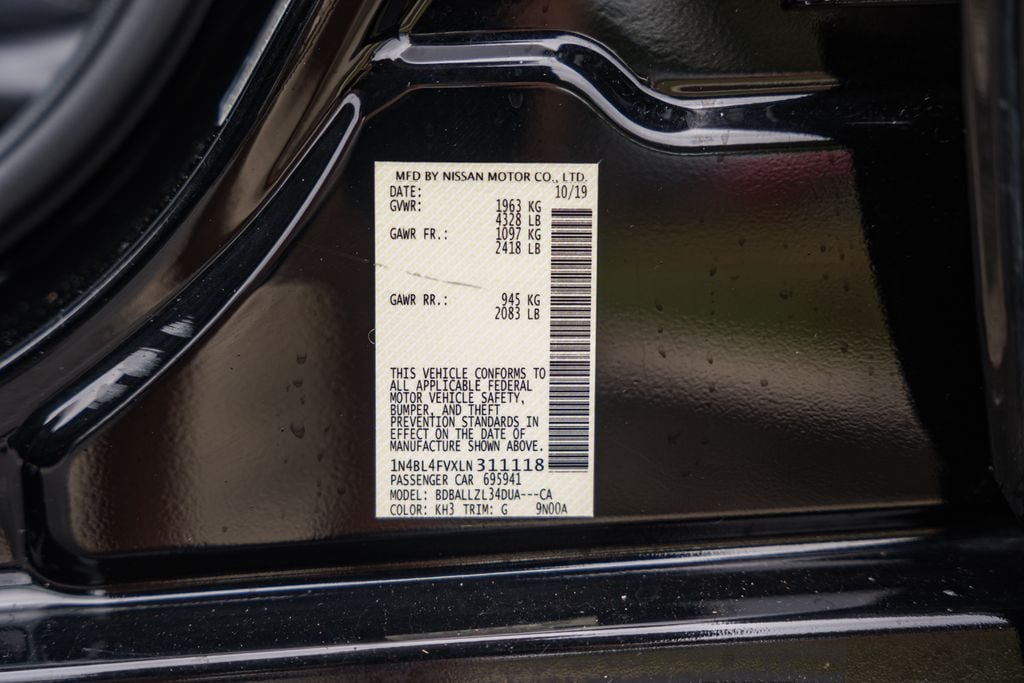 MFD BY NISSAN MOTOR CO., LTD.
DATE: 10/19
GVWR: 1963 KG
4328 LB
GAWR FR.: 1097 KG
2418 LB
GAWR RR.: 945 KG
2083 LB
THIS VEHICLE CONFORMS TO
ALL APPLICABLE FEDERAL
MOTOR VEHICLE SAFETY,
BUMPER, AND THEFT
PREVENTION STANDARDS IN
EFFECT ON THE DATE OF
MANUFACTURE SHOWN ABOVE.
1N4BL4FVXLN311118
PASSENGER CAR 695941
MODEL: BDBALLZL34DUA---CA
COLOR: KH3 TRIM: G 9N00A